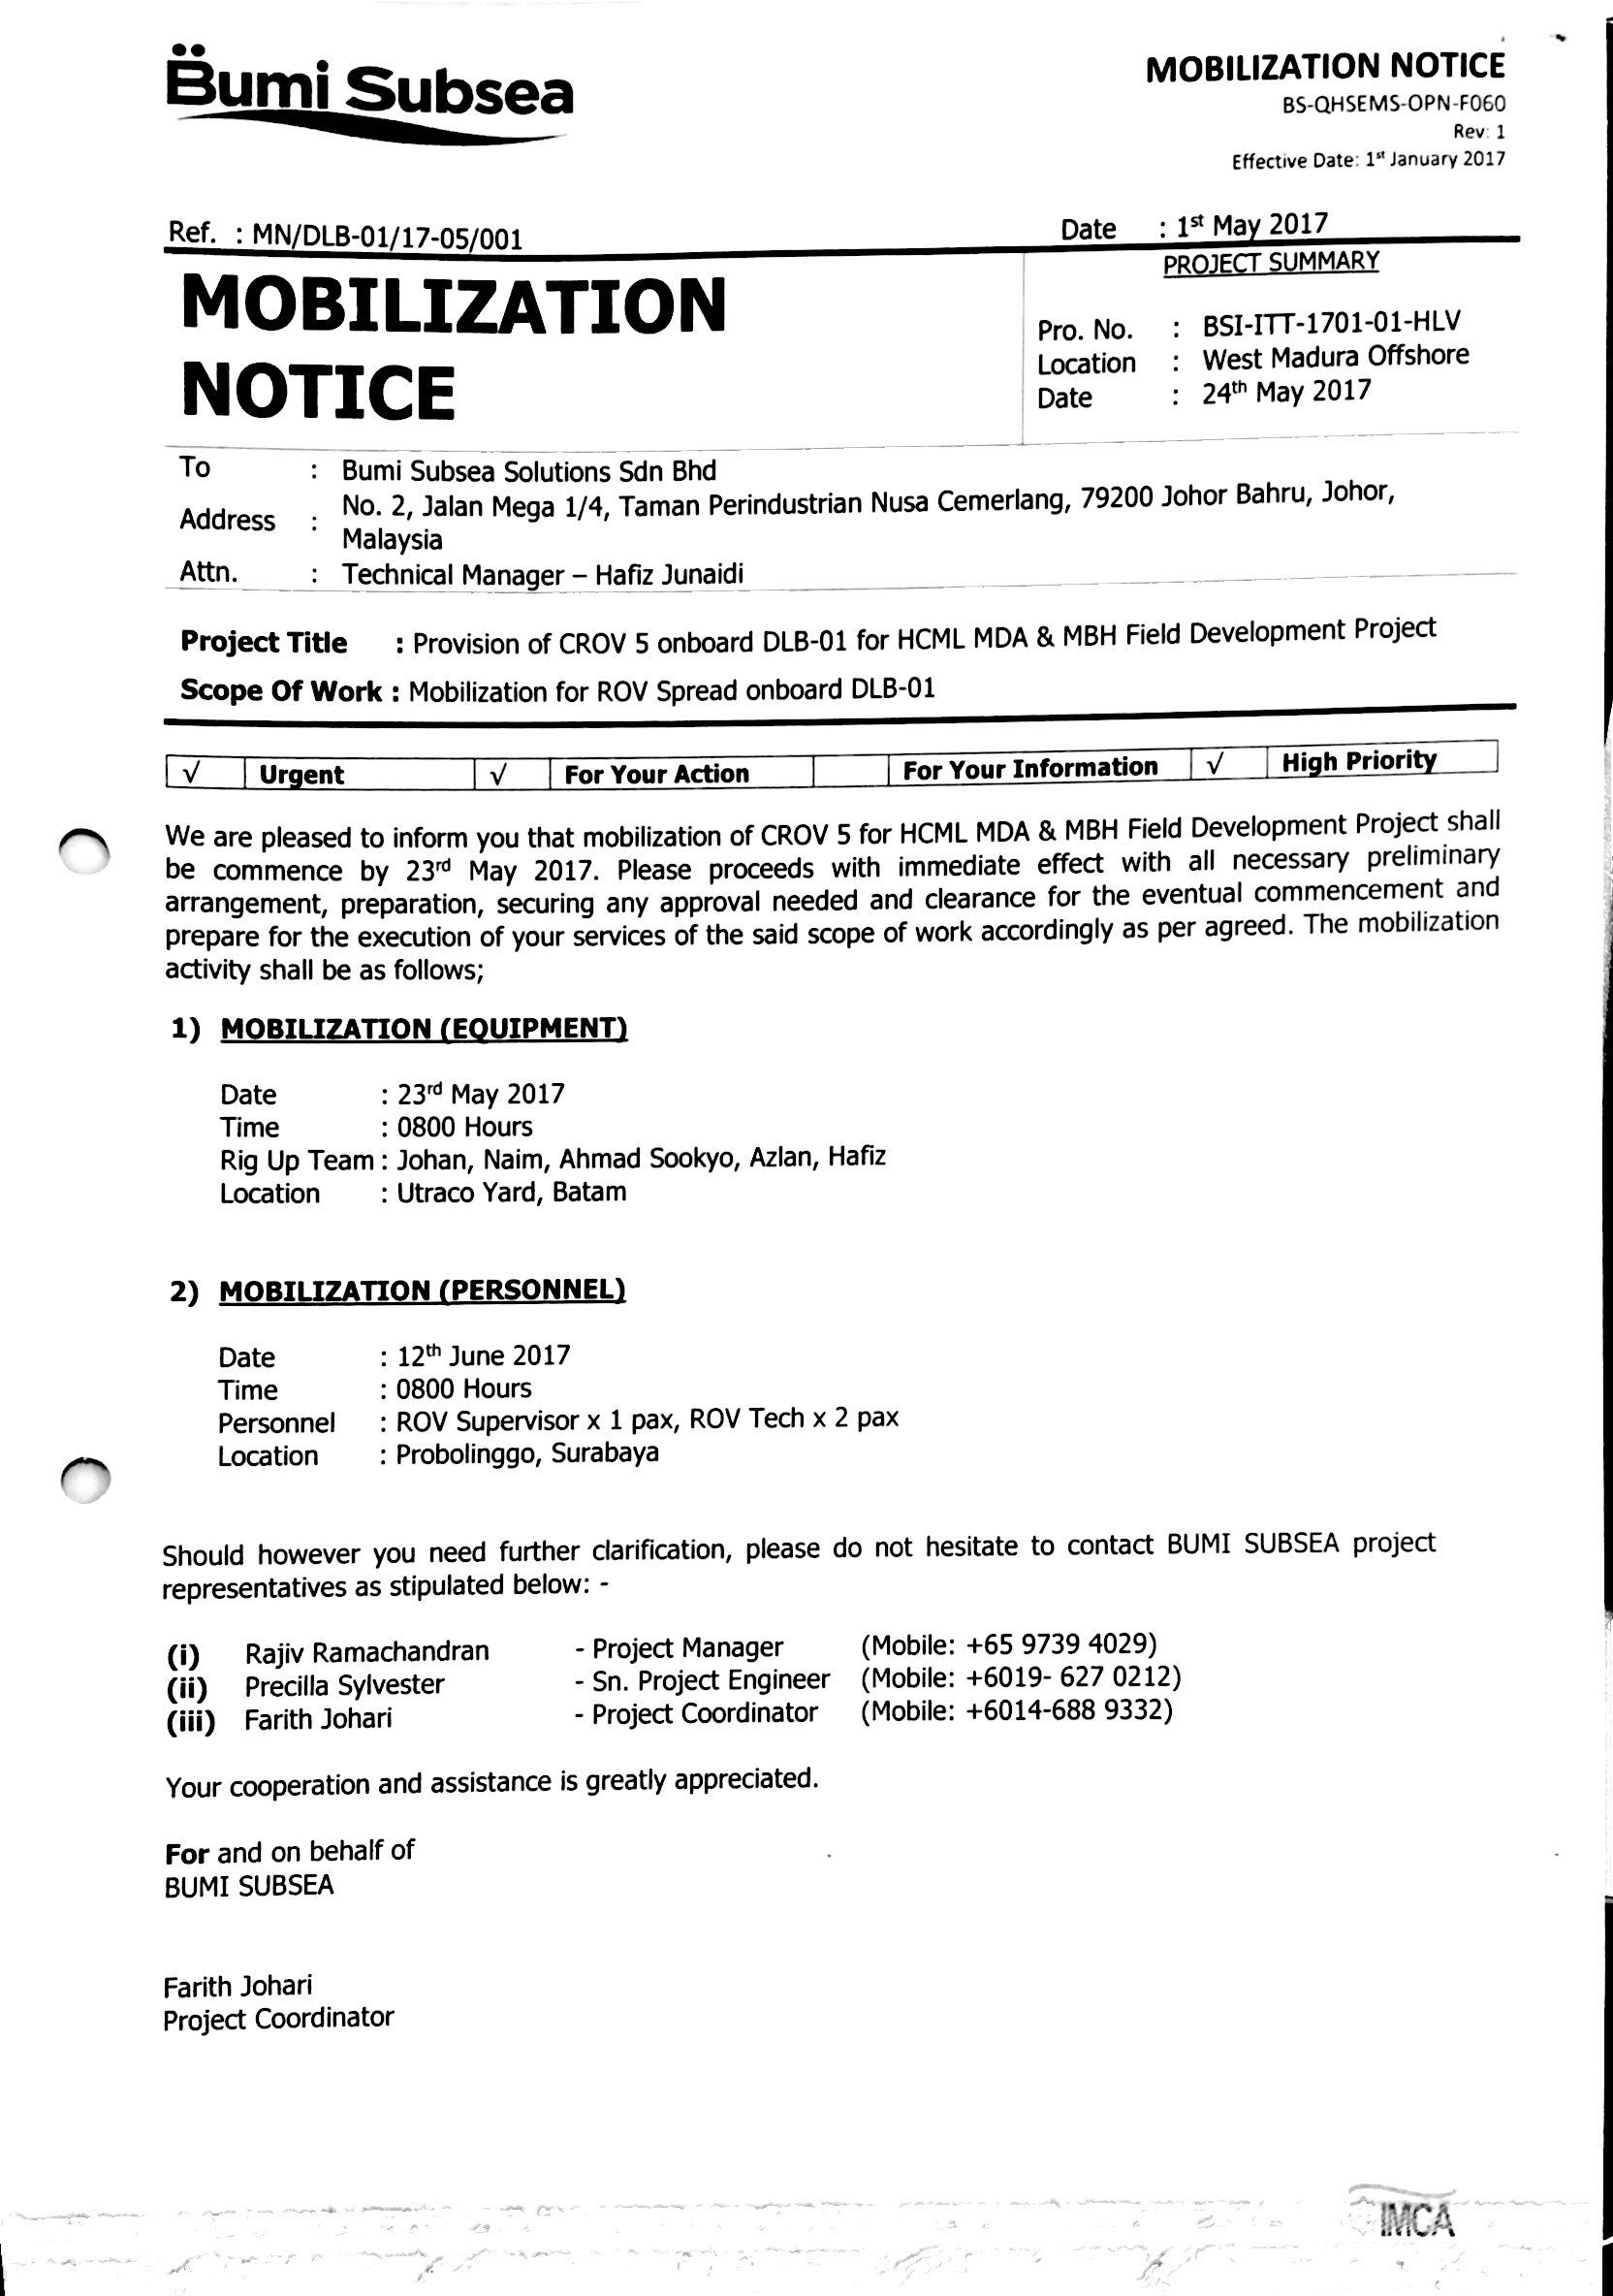 Bumi Subsea
MOBILIZATION NOTICE
BS-QHSEMS-OPN-F060
Rev: 1
Effective Date: 1st January 2017
Ref. : MN/DLB-01/17-05/001
Date : 1st May 2017
MOBILIZATION
NOTICE
PROJECT SUMMARY
Pro. No. : BSI-ITT-1701-01-HLV
Location : West Madura Offshore
Date : 24th May 2017
To : Bumi Subsea Solutions Sdn Bhd
Address : No. 2, Jalan Mega 1/4, Taman Perindustrian Nusa Cemerlang, 79200 Johor Bahru, Johor,
Malaysia
Attn. : Technical Manager – Hafiz Junaidi
Project Title : Provision of CROV 5 onboard DLB-01 for HCML MDA & MBH Field Development Project
Scope Of Work : Mobilization for ROV Spread onboard DLB-01
√ Urgent √ For Your Action For Your Information √ High Priority
We are pleased to inform you that mobilization of CROV 5 for HCML MDA & MBH Field Development Project shall
be commence by 23rd May 2017. Please proceeds with immediate effect with all necessary preliminary
arrangement, preparation, securing any approval needed and clearance for the eventual commencement and
prepare for the execution of your services of the said scope of work accordingly as per agreed. The mobilization
activity shall be as follows;
1) MOBILIZATION (EQUIPMENT)
Date : 23rd May 2017
Time : 0800 Hours
Rig Up Team : Johan, Naim, Ahmad Sookyo, Azlan, Hafiz
Location : Utraco Yard, Batam
2) MOBILIZATION (PERSONNEL)
Date : 12th June 2017
Time : 0800 Hours
Personnel : ROV Supervisor x 1 pax, ROV Tech x 2 pax
Location : Probolinggo, Surabaya
Should however you need further clarification, please do not hesitate to contact BUMI SUBSEA project
representatives as stipulated below: -
(i) Rajiv Ramachandran - Project Manager (Mobile: +65 9739 4029)
(ii) Precilla Sylvester - Sn. Project Engineer (Mobile: +6019- 627 0212)
(iii) Farith Johari - Project Coordinator (Mobile: +6014-688 9332)
Your cooperation and assistance is greatly appreciated.
For and on behalf of
BUMI SUBSEA
Farith Johari
Project Coordinator
IMCA